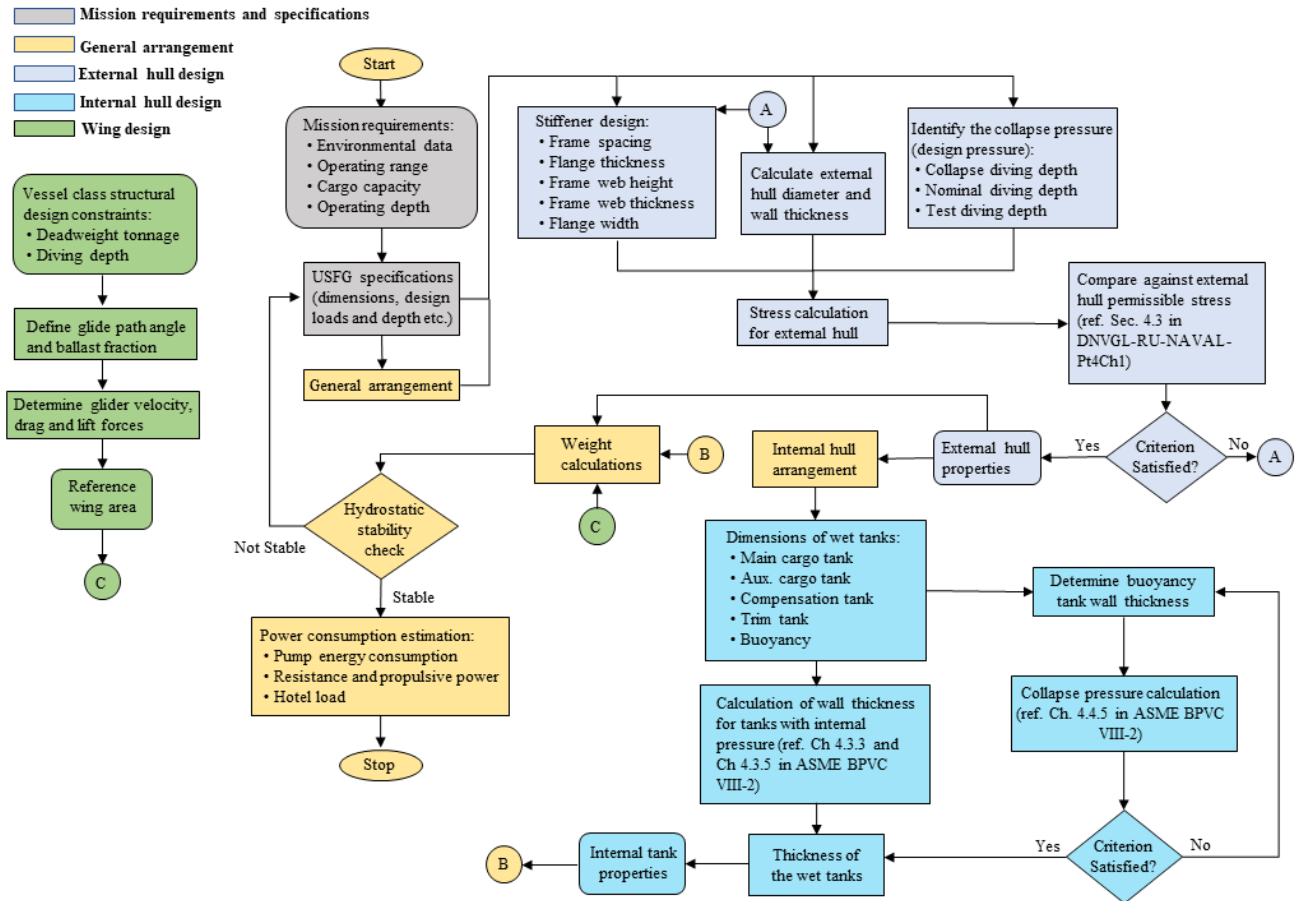 Mission requirements and specifications
General arrangement
External hull design
Internal hull design
Wing design
Vessel class structural
design constraints:
• Deadweight tonnage
• Diving depth
Define glide path angle
and ballast fraction
Determine glider velocity,
drag and lift forces
Reference
wing area
C
Start
Mission requirements:
• Environmental data
• Operating range
• Cargo capacity
• Operating depth
USFG specifications
(dimensions, design
loads and depth etc.)
General arrangement
Stiffener design:
• Frame spacing
• Flange thickness
• Frame web height
• Frame web thickness
• Flange width
A
Calculate external
hull diameter and
wall thickness
Identify the collapse pressure
(design pressure):
• Collapse diving depth
• Nominal diving depth
• Test diving depth
Stress calculation
for external hull
Compare against external
hull permissible stress
(ref. Sec. 4.3 in
DNVGL-RU-NAVAL-
Pt4Ch1)
Criterion
Satisfied?
Yes
No
A
External hull
properties
Internal hull
arrangement
Weight
calculations
B
C
Hydrostatic
stability
check
Not Stable
Stable
Power consumption estimation:
• Pump energy consumption
• Resistance and propulsive power
• Hotel load
Stop
Dimensions of wet tanks:
• Main cargo tank
• Aux. cargo tank
• Compensation tank
• Trim tank
• Buoyancy
Determine buoyancy
tank wall thickness
Calculation of wall thickness
for tanks with internal
pressure (ref. Ch 4.3.3 and
Ch 4.3.5 in ASME BPVC
VIII-2)
Collapse pressure calculation
(ref. Ch. 4.4.5 in ASME BPVC
VIII-2)
Criterion
Satisfied?
Yes
No
Thickness of
the wet tanks
Internal tank
properties
B